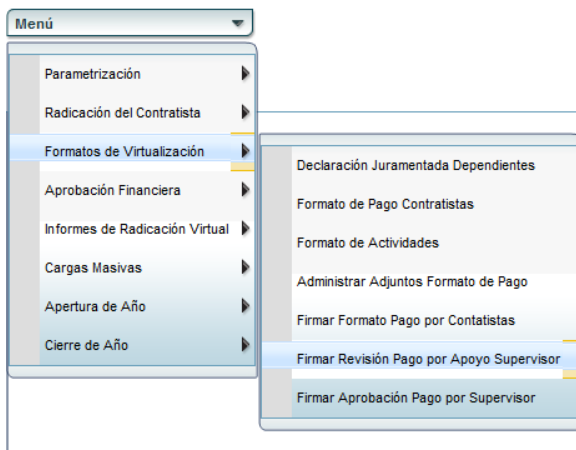 Menú
Parametrización
Radicación del Contratista
Formatos de Virtualización
Aprobación Financiera
Informes de Radicación Virtual
Cargas Masivas
Apertura de Año
Cierre de Año
Declaración Juramentada Dependientes
Formato de Pago Contratistas
Formato de Actividades
Administrar Adjuntos Formato de Pago
Firmar Formato Pago por Contatistas
Firmar Revisión Pago por Apoyo Supervisor
Firmar Aprobación Pago por Supervisor